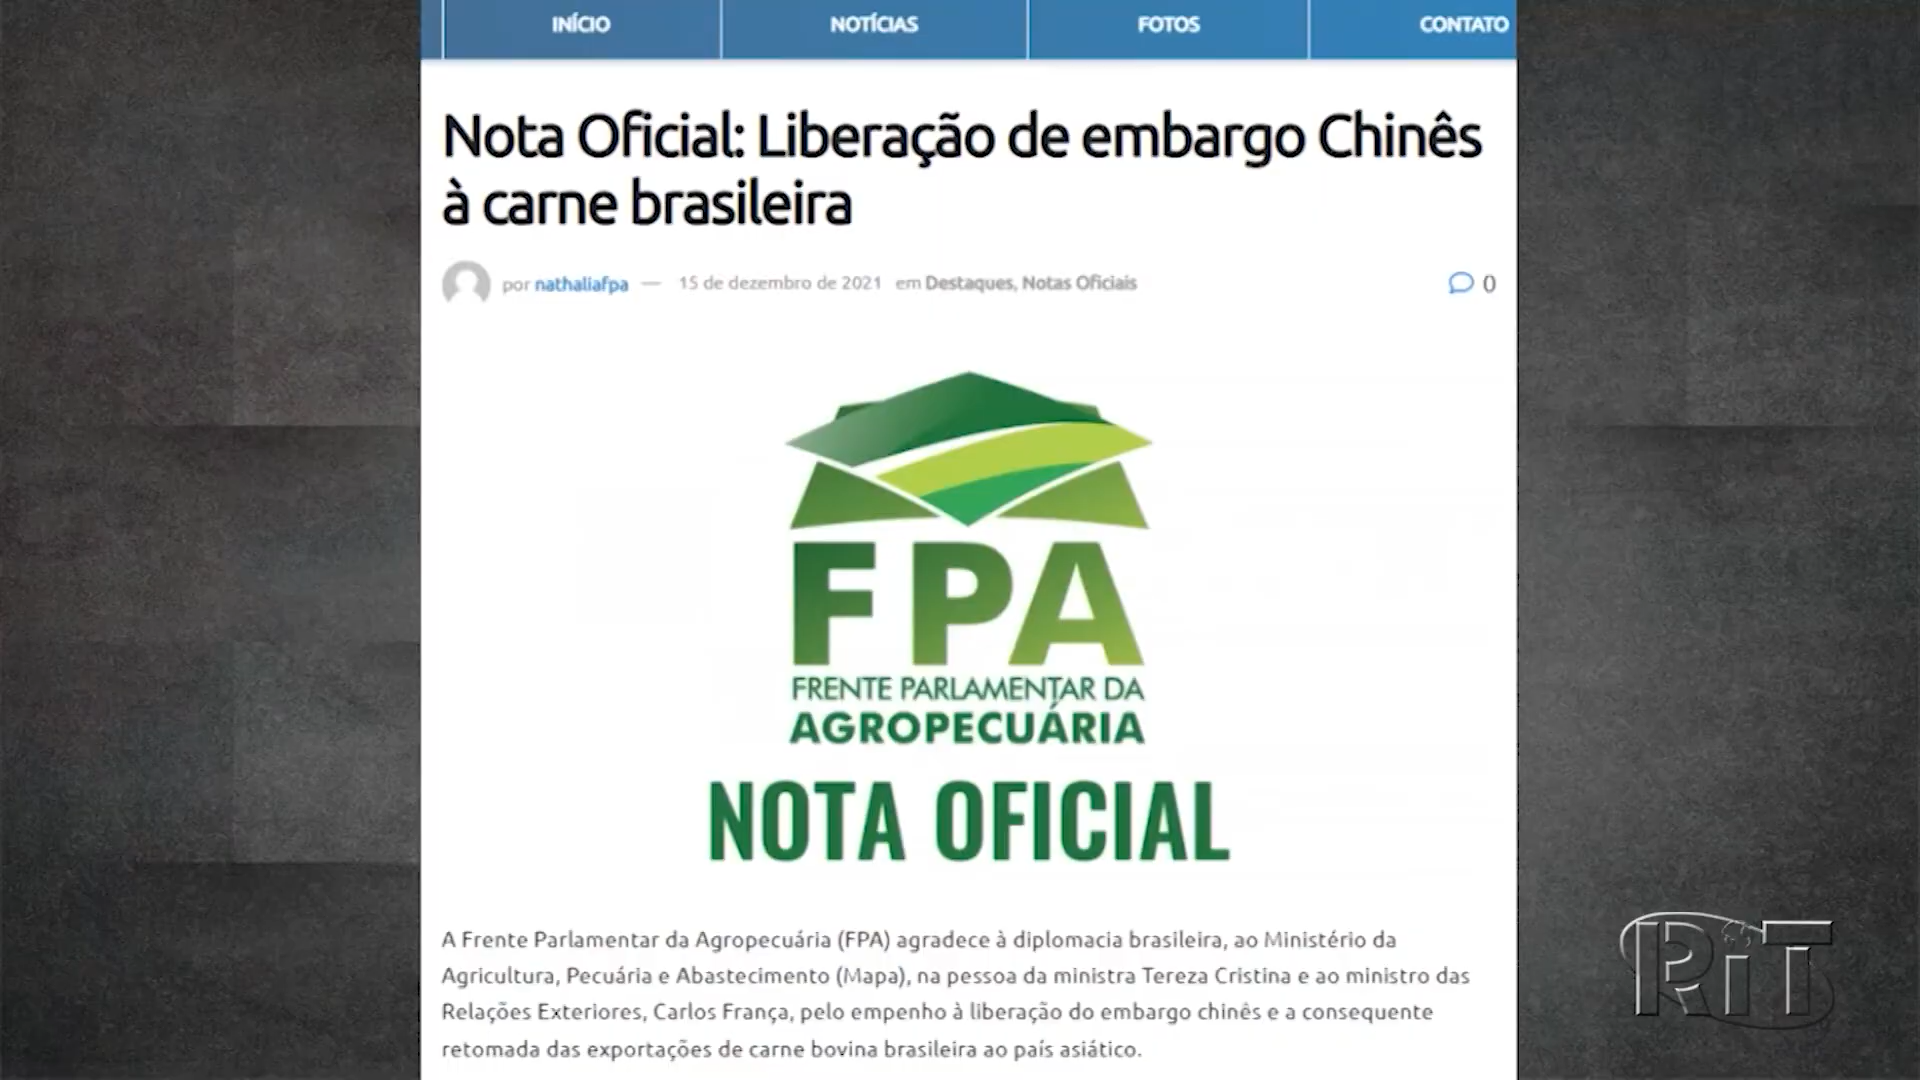 INÍCIO
NOTÍCIAS
FOTOS
CONTATO
Nota Oficial: Liberação de embargo Chinês
à carne brasileira
por nathaliafpa — 15 de dezembro de 2021 em Destaques, Notas Oficiais
0
FPA
FRENTE PARLAMENTAR DA
AGROPECUÁRIA
NOTA OFICIAL
A Frente Parlamentar da Agropecuária (FPA) agradece à diplomacia brasileira, ao Ministério da
Agricultura, Pecuária e Abastecimento (Mapa), na pessoa da ministra Tereza Cristina e ao ministro das
Relações Exteriores, Carlos França, pelo empenho à liberação do embargo chinês e a consequente
retomada das exportações de carne bovina brasileira ao país asiático.
RiT